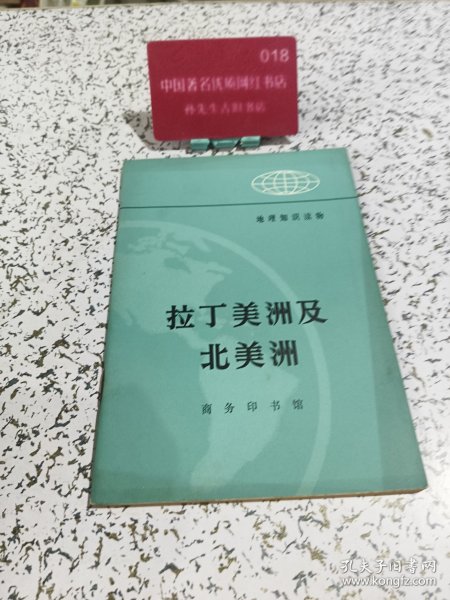 018
中国著名优质网红书店
孙先生古旧书店
地理知识读物
拉丁美洲及
北美洲
商务印书馆
孔夫子旧书网
www.kongfz.com